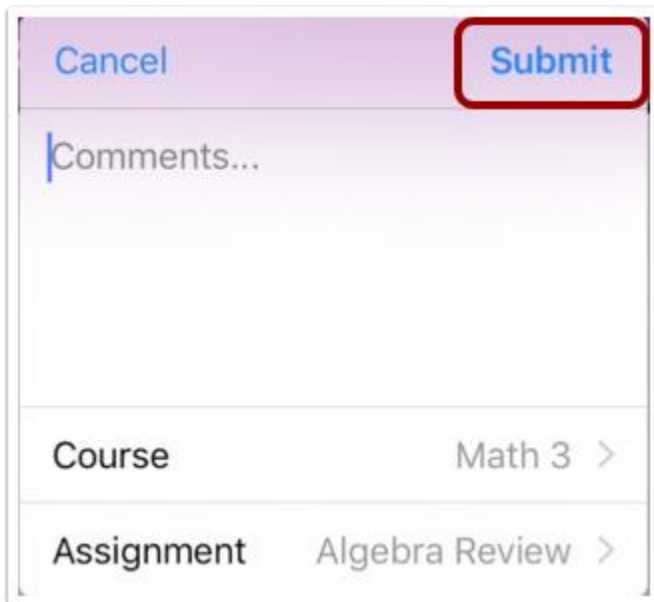 Cancel Submit
Comments...
Course Math 3 >
Assignment Algebra Review >